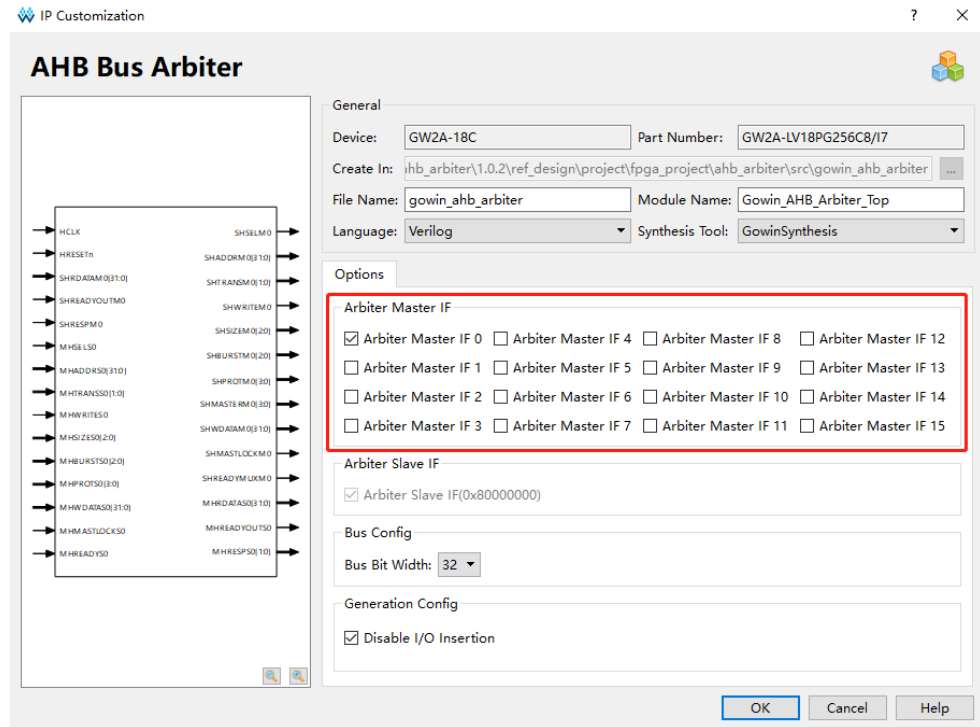 IP Customization
AHB Bus Arbiter
HCLK
HRESETn
SHRDATAM0[31:0]
SHREADYOUTM0
SHRESPM0
MHSELS0
MHADDRS0[31:0]
MHTRANSS0[1:0]
MHWRITES0
MHSIZES0[2:0]
MHBURSTS0[2:0]
MHPROTS0[3:0]
MHWDATAS0[31:0]
MHMASTLOCKS0
MHREADYS0
SHSELM0
SHADDRM0[31:0]
SHTRANSM0[1:0]
SHWRITEM0
SHSIZEM0[2:0]
SHBURSTM0[2:0]
SHPROTM0[3:0]
SHMASTERM0[3:0]
SHWDATAM0[31:0]
SHMASTLOCKM0
SHREADYMUXM0
MHRDATAS0[31:0]
MHREADYOUTS0
MHRESPS0[1:0]
General
Device: GW2A-18C Part Number: GW2A-LV18PG256C8/I7
Create In: ahb_arbiter\1.0.2\ref_design\project\fpga_project\ahb_arbiter\src\gowin_ahb_arbiter ...
File Name: gowin_ahb_arbiter Module Name: Gowin_AHB_Arbiter_Top
Language: Verilog Synthesis Tool: GowinSynthesis
Options
Arbiter Master IF
Arbiter Master IF 0 Arbiter Master IF 4 Arbiter Master IF 8 Arbiter Master IF 12
Arbiter Master IF 1 Arbiter Master IF 5 Arbiter Master IF 9 Arbiter Master IF 13
Arbiter Master IF 2 Arbiter Master IF 6 Arbiter Master IF 10 Arbiter Master IF 14
Arbiter Master IF 3 Arbiter Master IF 7 Arbiter Master IF 11 Arbiter Master IF 15
Arbiter Slave IF
Arbiter Slave IF(0x80000000)
Bus Config
Bus Bit Width: 32
Generation Config
Disable I/O Insertion
OK Cancel Help